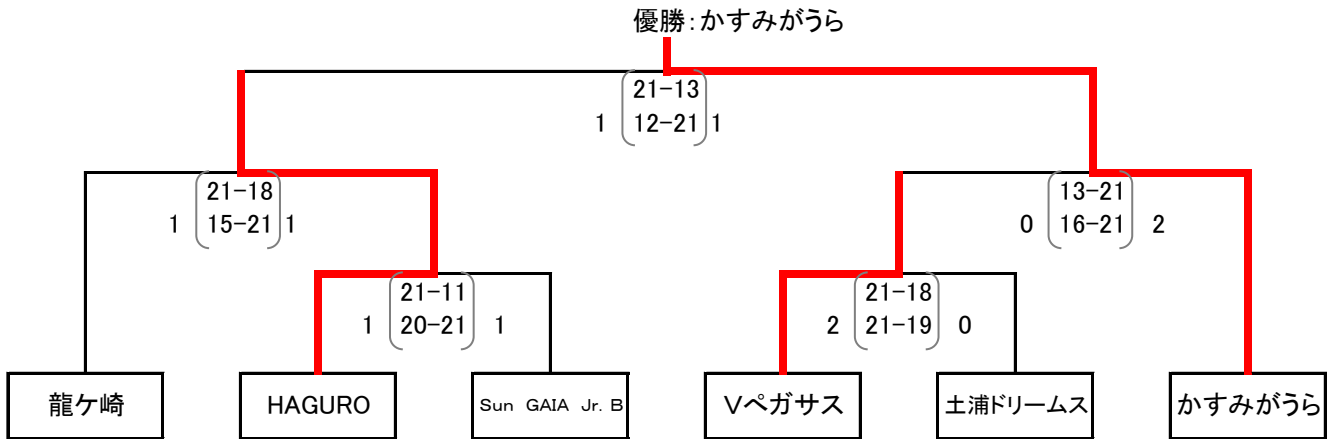 優勝：かすみがうら
21-13
1 12-21 1
21-18
1 15-21 1
13-21
0 16-21 2
21-11
1 20-21 1
21-18
2 21-19 0
龍ケ崎
HAGURO
Sun GAIA Jr.B
Vペガサス
土浦ドリームス
かすみがうら